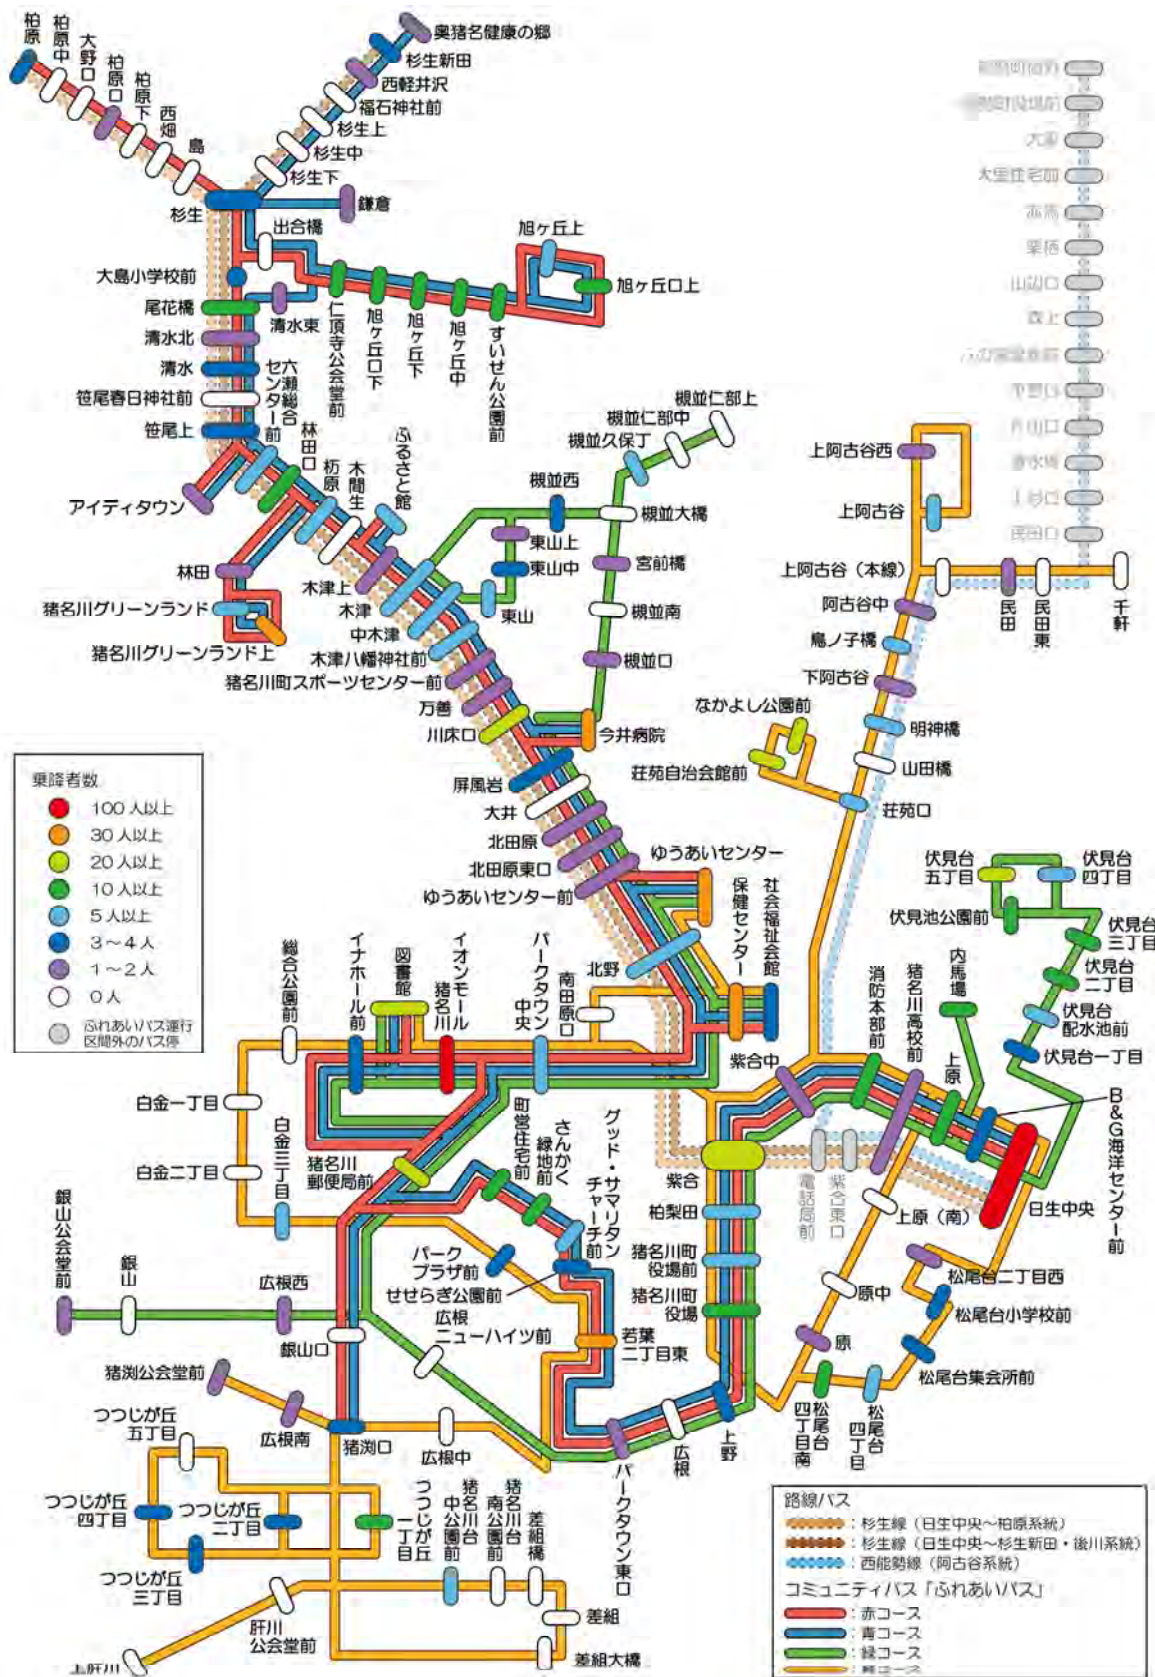 柏原
柏原中
大野口
柏原口
柏原下
西畑
島
奥猪名健康の郷
杉生新田
西軽井沢
福石神社前
杉生上
杉生中
杉生下
杉生
鎌倉
出合橋
旭ヶ丘上
旭ヶ丘口上
大島小学校前
尾花橋
清水東
仁頂寺公会堂前
旭ヶ丘口下
旭ヶ丘下
旭ヶ丘中
すいせん公園前
清水北
清水
笹尾春日神社前
笹尾上
六瀬総合
センター前
林田口
杤原
木間生
ふるさと館
アイディタウン
林田
猪名川グリーンランド
猪名川グリーンランド上
木津上
木津
中木津
木津八幡神社前
猪名川町スポーツセンター前
万善
川床口
槻並仁部上
槻並仁部中
槻並久保丁
槻並西
槻並大橋
東山上
東山中
東山
宮前橋
槻並南
槻並口
今井病院
屏風岩
大井
北田原
北田原東口
ゆうあいセンター前
ゆうあいセンター
大里
大里住宅前
栗栖
山辺口
森上
上阿古谷西
上阿古谷
上阿古谷（本線）
民田
民田東
千軒
阿古谷中
鳥ノ子橋
下阿古谷
明神橋
山田橋
荘苑口
なかよし公園前
荘苑自治会館前
乗降者数
100 人以上
30 人以上
20 人以上
10 人以上
5 人以上
3 ～ 4 人
1 ～ 2 人
0 人
ふれあいバス運行
区間外のバス停
北野
保健センター
社会福祉会館
総合公園前
イナホール前
図書館
イオンモール
猪名川
パークタウン
中央
南田原口
白金一丁目
白金二丁目
白金三丁目
猪名川
郵便局前
町営住宅前
さんかく
緑地前
グッド・サマリタン
チャーチ前
パーク
プラザ前
せせらぎ公園前
若葉
二丁目東
紫合中
消防本部前
猪名川高校前
上原
内馬場
伏見台
五丁目
伏見台
四丁目
伏見池公園前
伏見台
三丁目
伏見台
二丁目
伏見台
配水池前
伏見台一丁目
B&G海洋センター前
日生中央
紫合
電話局前
紫合東口
上原（南）
柏梨田
猪名川町
役場前
猪名川町
役場
原中
原
松尾台二丁目西
松尾台小学校前
松尾台集会所前
松尾台
四丁目
松尾台
四丁目南
上野
広根
パークタウン東口
銀山公会堂前
銀山
広根西
銀山口
広根
ニューハイツ前
猪渕公会堂前
広根南
猪渕口
広根中
つつじが丘
五丁目
つつじが丘
四丁目
つつじが丘
三丁目
つつじが丘
二丁目
つつじが丘
一丁目
猪名川台
中公園前
猪名川台
南公園前
差組橋
差組
差組大橋
肝川
公会堂前
上肝川
路線バス
：杉生線（日生中央～柏原系統）
：杉生線（日生中央～杉生新田・後川系統）
：西能勢線（阿古谷系統）
コミュニティバス「ふれあいバス」
：赤コース
：青コース
：緑コース